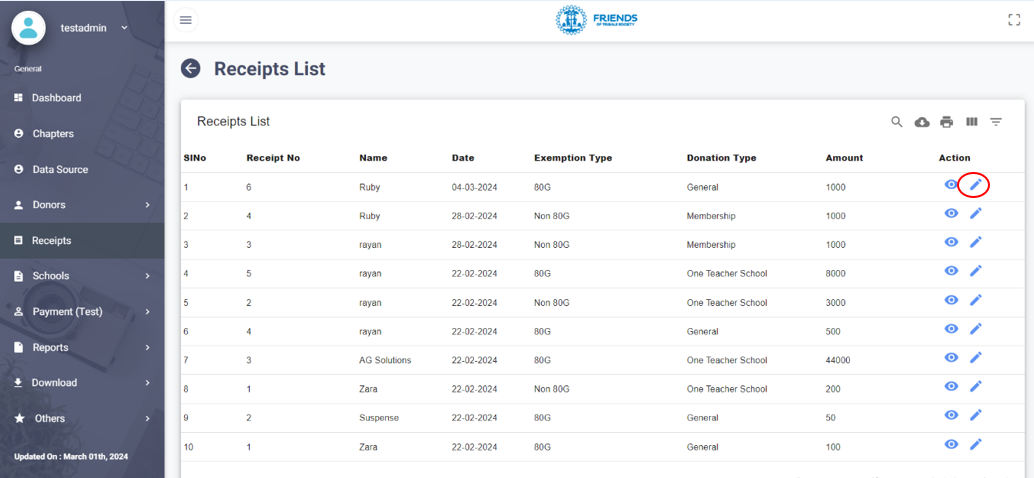 testadmin
FRIENDS
OF TRIBALS SOCIETY
General
Dashboard
Chapters
Data Source
Donors
Receipts
Schools
Payment (Test)
Reports
Download
Others
Updated On : March 01th, 2024
Receipts List
Receipts List
SlNo Receipt No Name Date Exemption Type Donation Type Amount Action
1 6 Ruby 04-03-2024 80G General 1000
2 4 Ruby 28-02-2024 Non 80G Membership 1000
3 3 rayan 28-02-2024 Non 80G Membership 1000
4 5 rayan 22-02-2024 80G One Teacher School 8000
5 2 rayan 22-02-2024 Non 80G One Teacher School 3000
6 4 rayan 22-02-2024 80G General 500
7 3 AG Solutions 22-02-2024 80G One Teacher School 44000
8 1 Zara 22-02-2024 Non 80G One Teacher School 200
9 2 Suspense 22-02-2024 80G General 50
10 1 Zara 22-02-2024 80G General 100